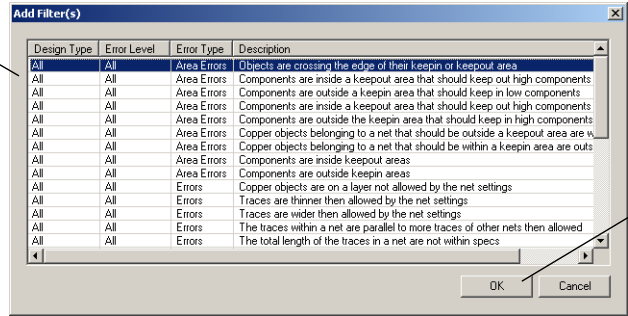 Add Filter(s)
Design Type Error Level Error Type Description
All All Area Errors Objects are crossing the edge of their keepin or keepout area
All All Area Errors Components are inside a keepout area that should keep out high components
All All Area Errors Components are outside a keepin area that should keep in low components
All All Area Errors Components are inside a keepout area that should keep out high components
All All Area Errors Components are outside the keepin area that should keep in high components
All All Area Errors Copper objects belonging to a net that should be outside a keepout area are w
All All Area Errors Copper objects belonging to a net that should be within a keepin area are outs
All All Area Errors Components are inside keepout areas
All All Area Errors Components are outside keepin areas
All All Errors Copper objects are on a layer not allowed by the net settings
All All Errors Traces are thinner then allowed by the net settings
All All Errors Traces are wider then allowed by the net settings
All All Errors The traces within a net are parallel to more traces of other nets then allowed
All All Errors The total length of the traces in a net are not within specs
OK Cancel